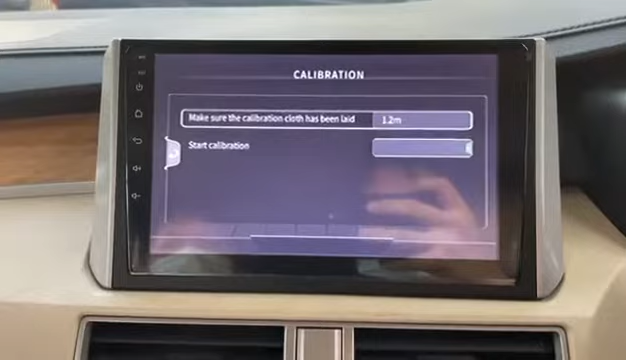 CALIBRATION
Make sure the calibration cloth has been laid 1.2m
Start calibration